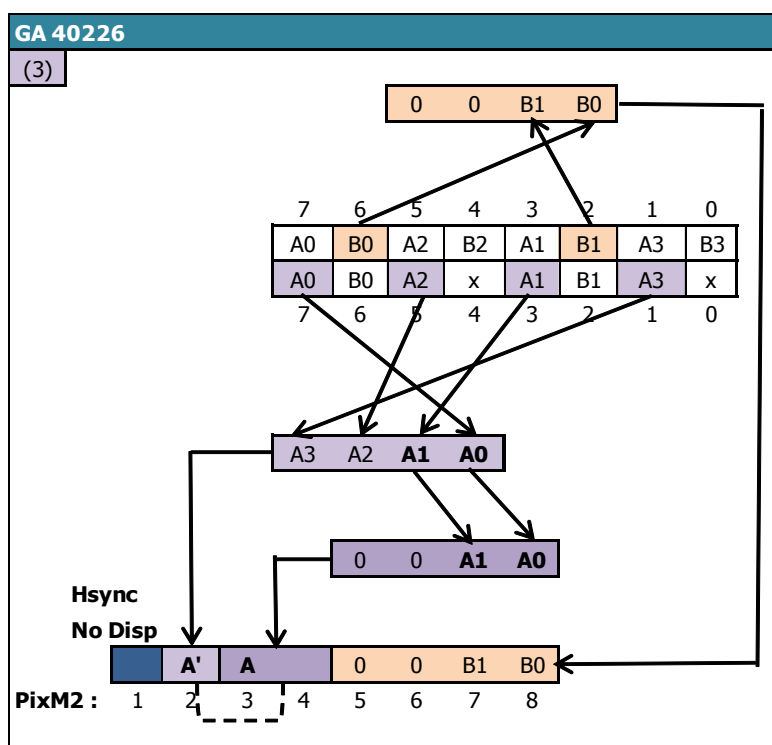 GA 40226
(3)
0 0 B1 B0
7 6 5 4 3 2 1 0
A0 B0 A2 B2 A1 B1 A3 B3
A0 B0 A2 x A1 B1 A3 x
7 6 5 4 3 2 1 0
A3 A2 A1 A0
0 0 A1 A0
Hsync
No Disp
A' A 0 0 B1 B0
PixM2 : 1 2 3 4 5 6 7 8